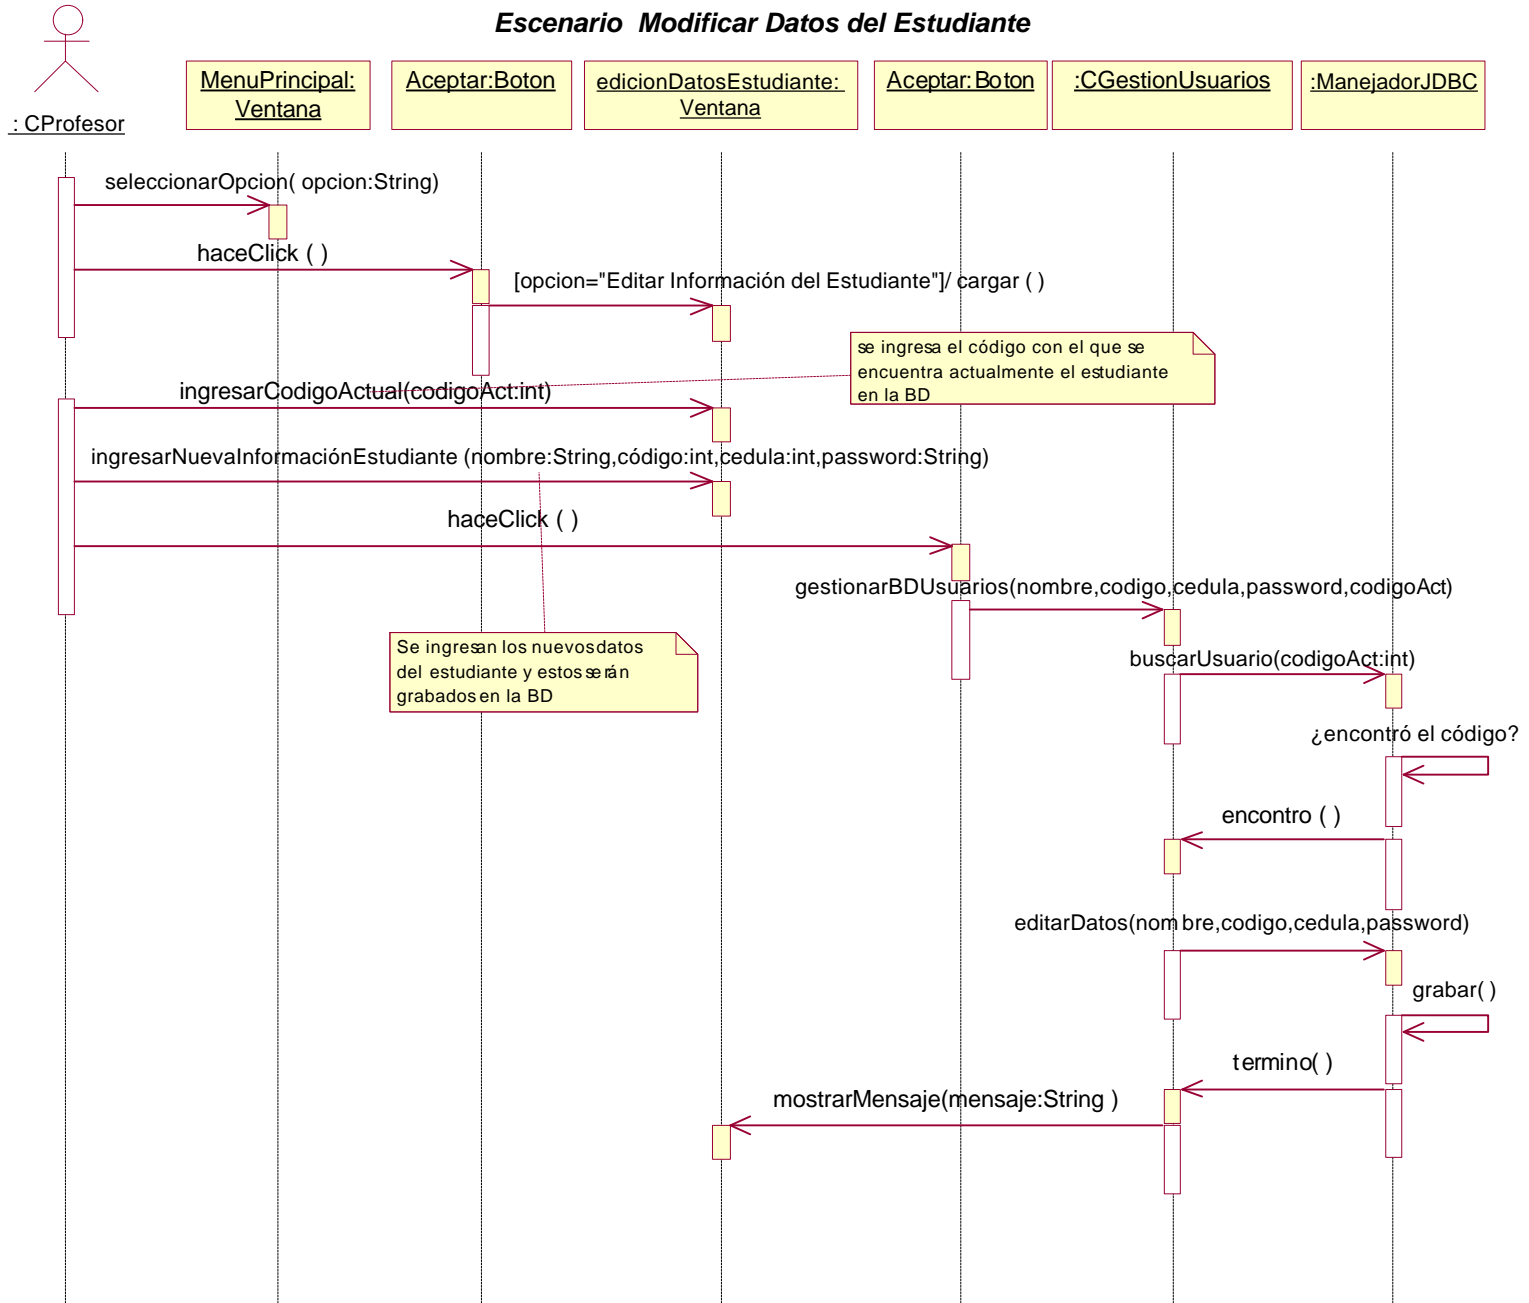 Escenario  Modificar Datos del Estudiante
: CProfesor
MenuPrincipal:
Ventana
Aceptar:Boton
edicionDatosEstudiante:
Ventana
Aceptar:Boton
:CGestionUsuarios
:ManejadorJDBC
seleccionarOpcion( opcion:String)
haceClick ( )
[opcion="Editar Información del Estudiante"]/ cargar ( )
se ingresa el código con el que se
encuentra actualmente el estudiante
en la BD
ingresarCodigoActual(codigoAct:int)
ingresarNuevaInformaciónEstudiante (nombre:String,código:int,cedula:int,password:String)
haceClick ( )
gestionarBDUsuarios(nombre,codigo,cedula,password,codigoAct)
Se ingresan los nuevos datos
del estudiante y estos serán
grabados en la BD
buscarUsuario(codigoAct:int)
¿encontró el código?
encontro ( )
editarDatos(nombre,codigo,cedula,password)
grabar( )
termino( )
mostrarMensaje(mensaje:String )